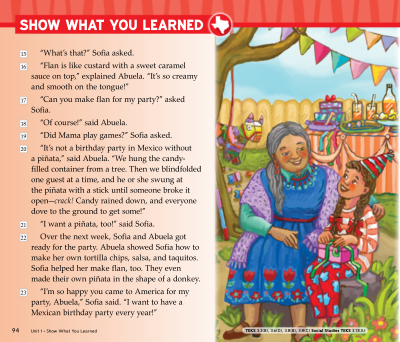 SHOW WHAT YOU LEARNED
15 “What’s that?” Sofia asked.
16 “Flan is like custard with a sweet caramel
sauce on top,” explained Abuela. “It’s so creamy
and smooth on the tongue!”
17 “Can you make flan for my party?” asked
Sofia.
18 “Of course!” said Abuela.
19 “Did Mama play games?” Sofia asked.
20 “It’s not a birthday party in Mexico without
a piñata,” said Abuela. “We hung the candy-
filled container from a tree. Then we blindfolded
one guest at a time, and he or she swung at
the piñata with a stick until someone broke it
open—crack! Candy rained down, and everyone
dove to the ground to get some!”
21 “I want a piñata, too!” said Sofia.
22 Over the next week, Sofia and Abuela got
ready for the party. Abuela showed Sofia how to
make her own tortilla chips, salsa, and taquitos.
Sofia helped her make flan, too. They even
made their own piñata in the shape of a donkey.
23 “I’m so happy you came to America for my
party, Abuela,” Sofia said. “I want to have a
Mexican birthday party every year!”
94 Unit 1 • Show What You Learned
TEKS Social Studies TEKS